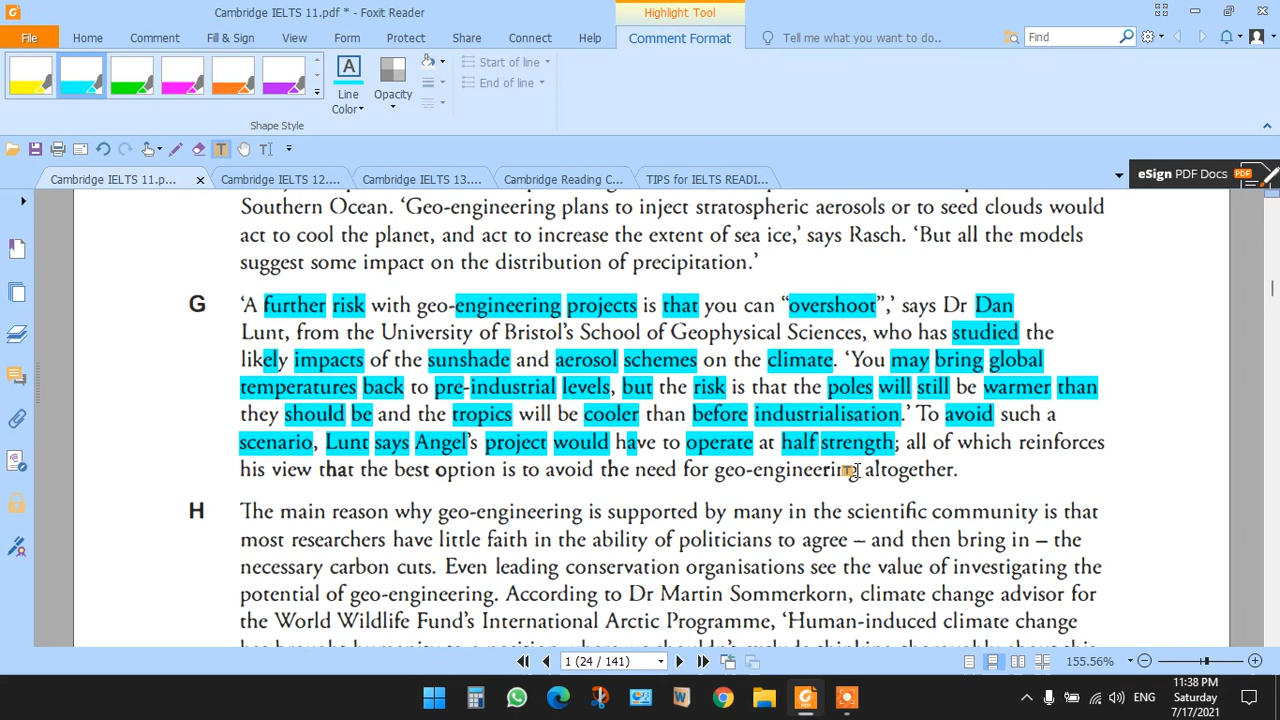 Cambridge IELTS 11.pdf * - Foxit Reader
Highlight Tool
File Home Comment Fill & Sign View Form Protect Share Connect Help Comment Format Tell me what you want to do.. Find
Line Color
Opacity
Start of line
End of line
Shape Style
Cambridge IELTS 11.p... Cambridge IELTS 12.... Cambridge IELTS 13.... Cambridge Reading C... TIPS for IELTS READI... eSign PDF Docs
Southern Ocean. ‘Geo-engineering plans to inject stratospheric aerosols or to seed clouds would
act to cool the planet, and act to increase the extent of sea ice,’ says Rasch. ‘But all the models
suggest some impact on the distribution of precipitation.’
G ‘A further risk with geo-engineering projects is that you can “overshoot”,’ says Dr Dan
Lunt, from the University of Bristol’s School of Geophysical Sciences, who has studied the
likely impacts of the sunshade and aerosol schemes on the climate. ‘You may bring global
temperatures back to pre-industrial levels, but the risk is that the poles will still be warmer than
they should be and the tropics will be cooler than before industrialisation.’ To avoid such a
scenario, Lunt says Angel’s project would have to operate at half strength; all of which reinforces
his view that the best option is to avoid the need for geo-engineering altogether.
H The main reason why geo-engineering is supported by many in the scientific community is that
most researchers have little faith in the ability of politicians to agree – and then bring in – the
necessary carbon cuts. Even leading conservation organisations see the value of investigating the
potential of geo-engineering. According to Dr Martin Sommerkorn, climate change advisor for
the World Wildlife Fund’s International Arctic Programme, ‘Human-induced climate change
1 (24 / 141)
155.56%
ENG
11:38 PM
Saturday
7/17/2021